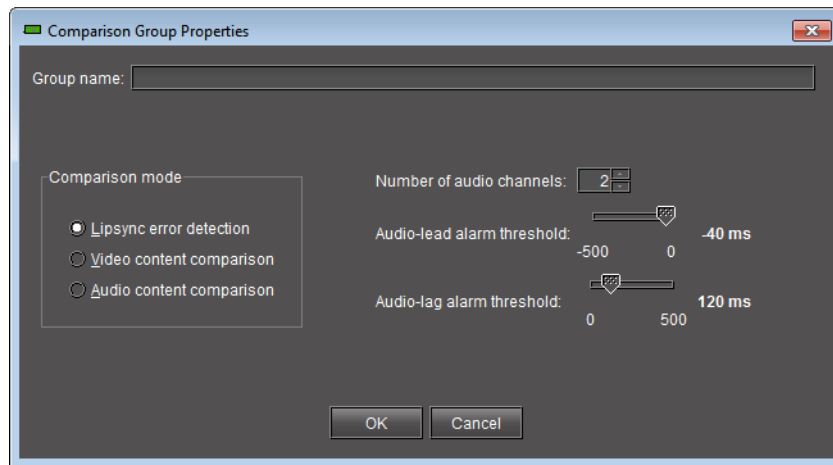 Comparison Group Properties
Group name:
Comparison mode
Lipsync error detection
Video content comparison
Audio content comparison
Number of audio channels: 2
Audio-lead alarm threshold: -40 ms
-500 0
Audio-lag alarm threshold: 120 ms
0 500
OK Cancel